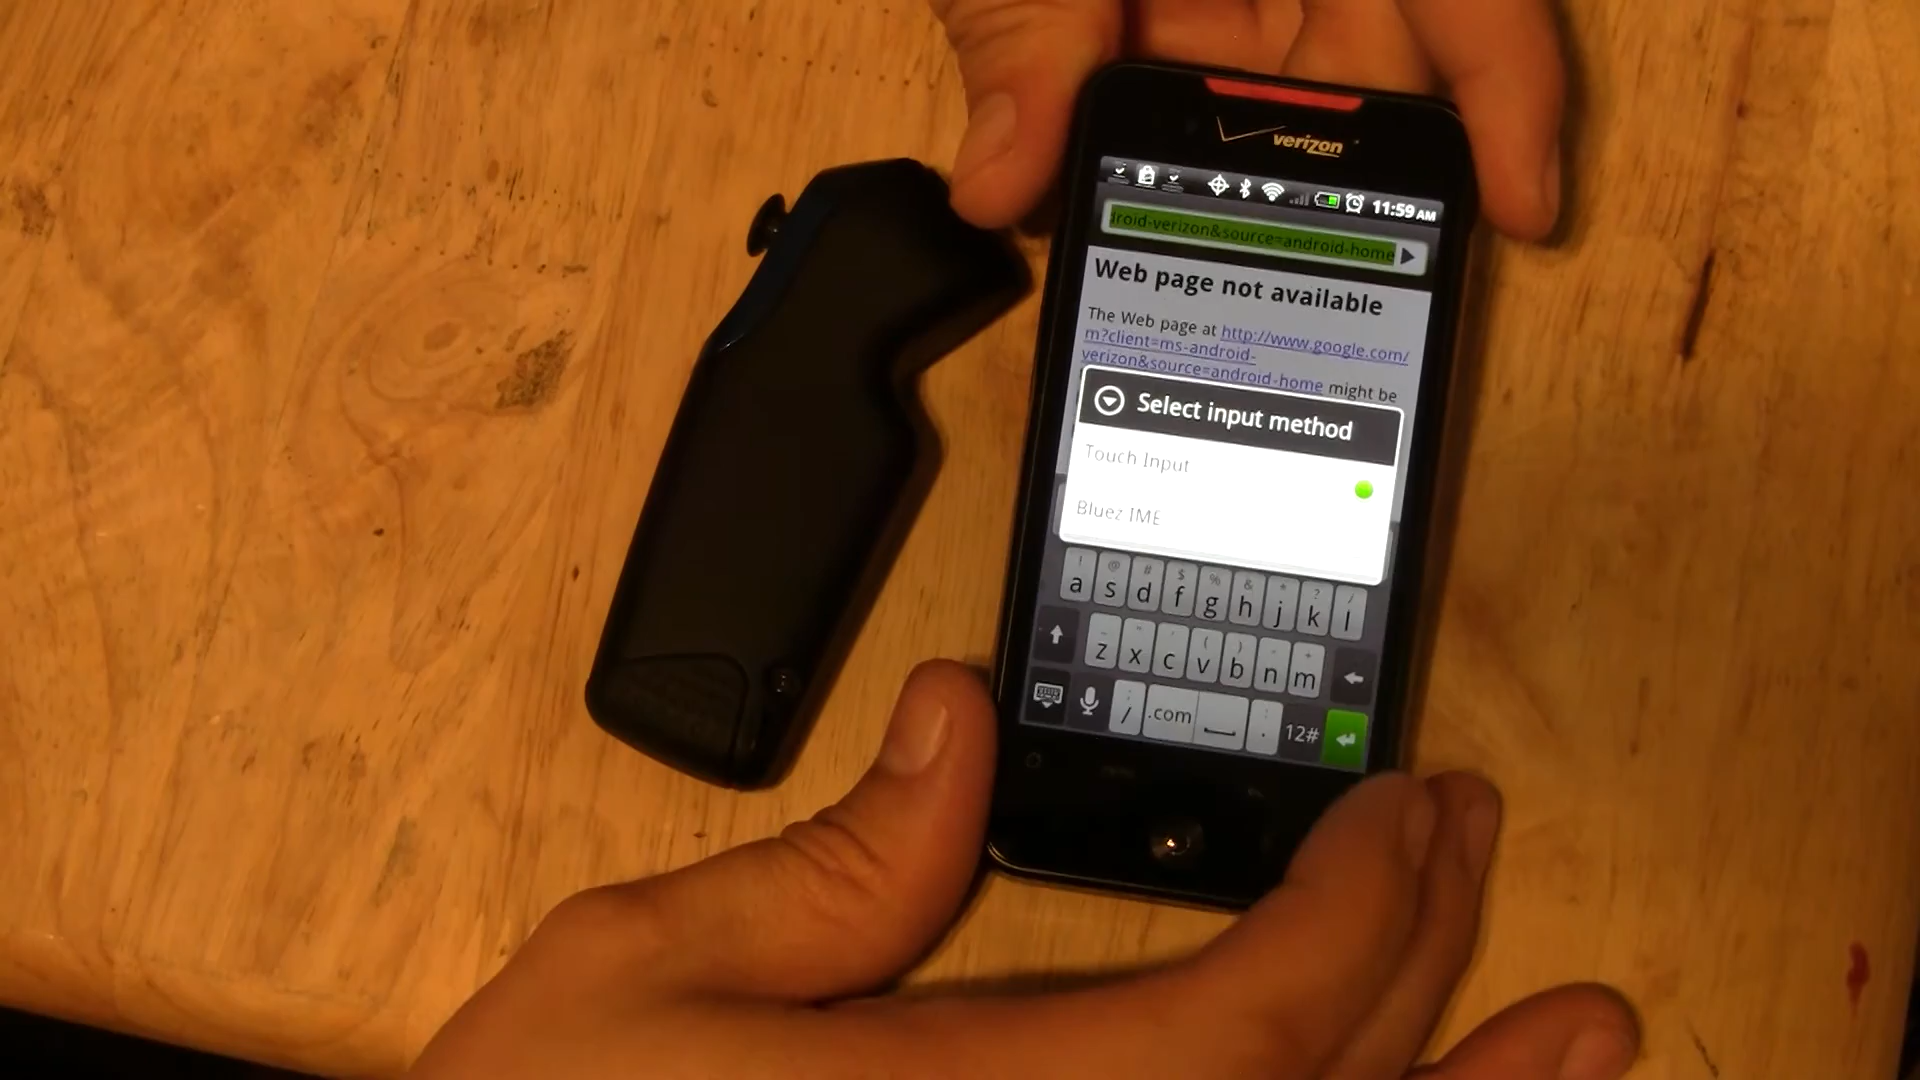 verizon
11:59 AM
droid-verizon&source=android-home
Web page not available
The Web page at http://www.google.com/
m?client=ms-android-
verizon&source=android-home might be
Select input method
Touch Input
Bluez IME
! @ # $ % & * ? /
a s d f g h j k l
z x c v b n m
/ .com . 12#